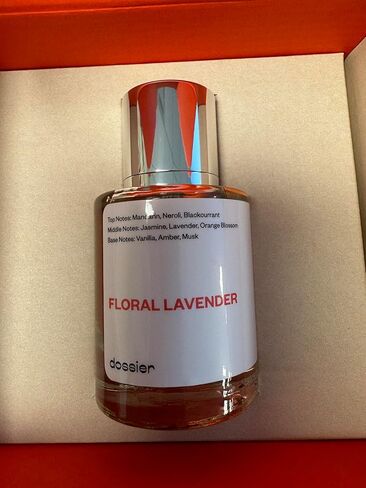 Top Notes: Mandarin, Neroli, Blackcurrant
Middle Notes: Jasmine, Lavender, Orange Blossom
Base Notes: Vanilla, Amber, Musk
FLORAL LAVENDER
dossier